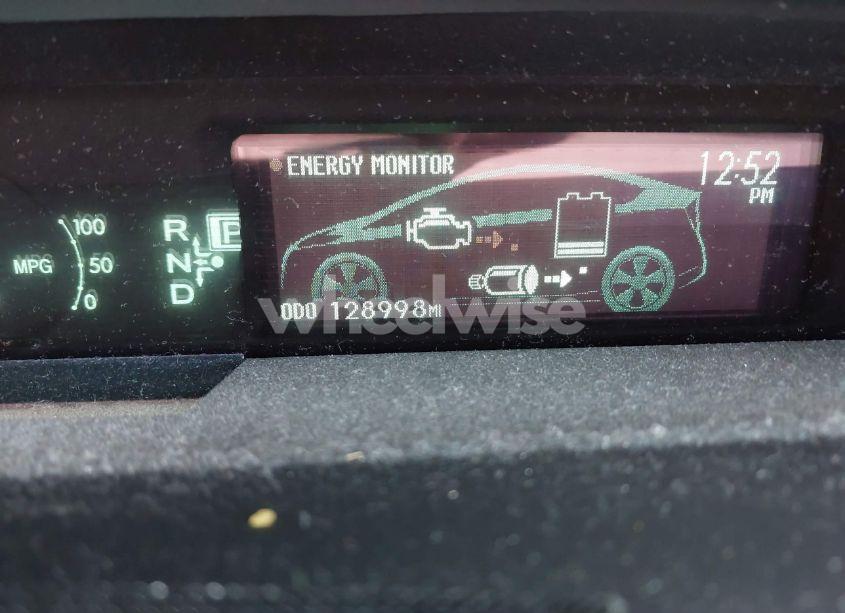 ENERGY MONITOR
12:52
PM
100
MPG 50
0
R P
N
D
ODO 128998MI
wheelwise